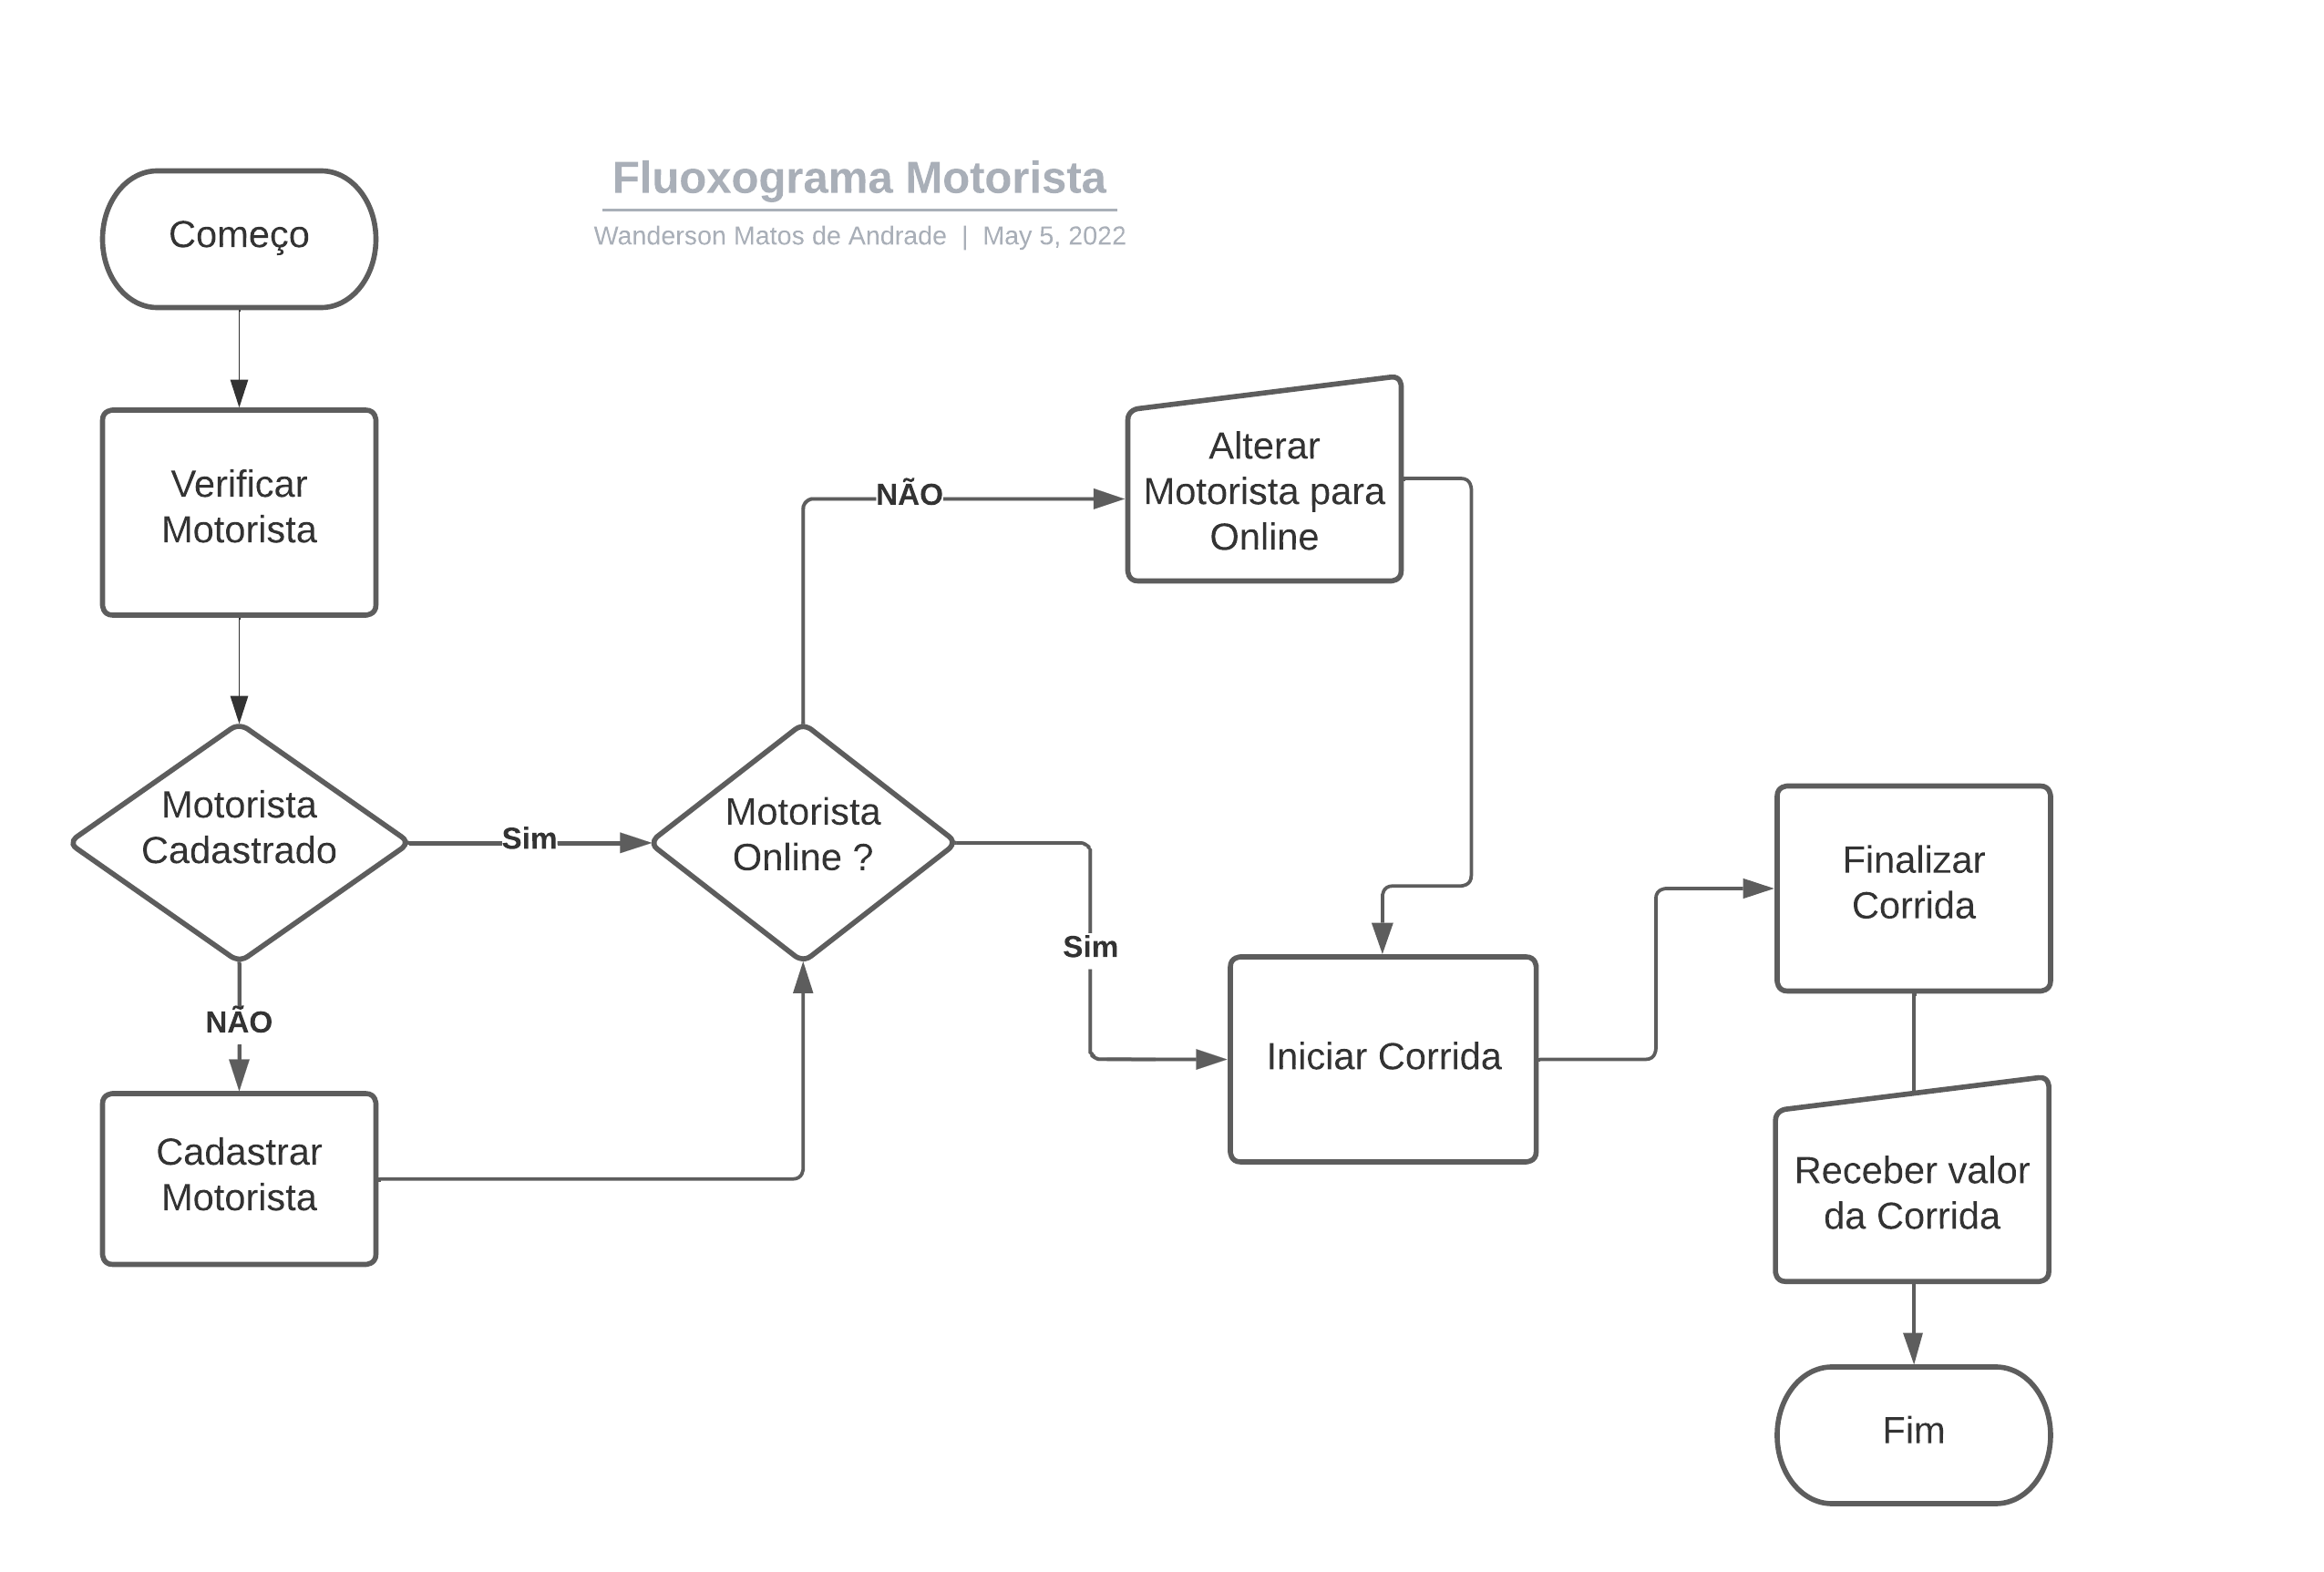 Fluoxograma Motorista
Wanderson Matos de Andrade | May 5, 2022
Começo
Verificar
Motorista
Motorista
Cadastrado
Sim
NÃO
Cadastrar
Motorista
Motorista
Online ?
NÃO
Alterar
Motorista para
Online
Sim
Iniciar Corrida
Finalizar
Corrida
Receber valor
da Corrida
Fim